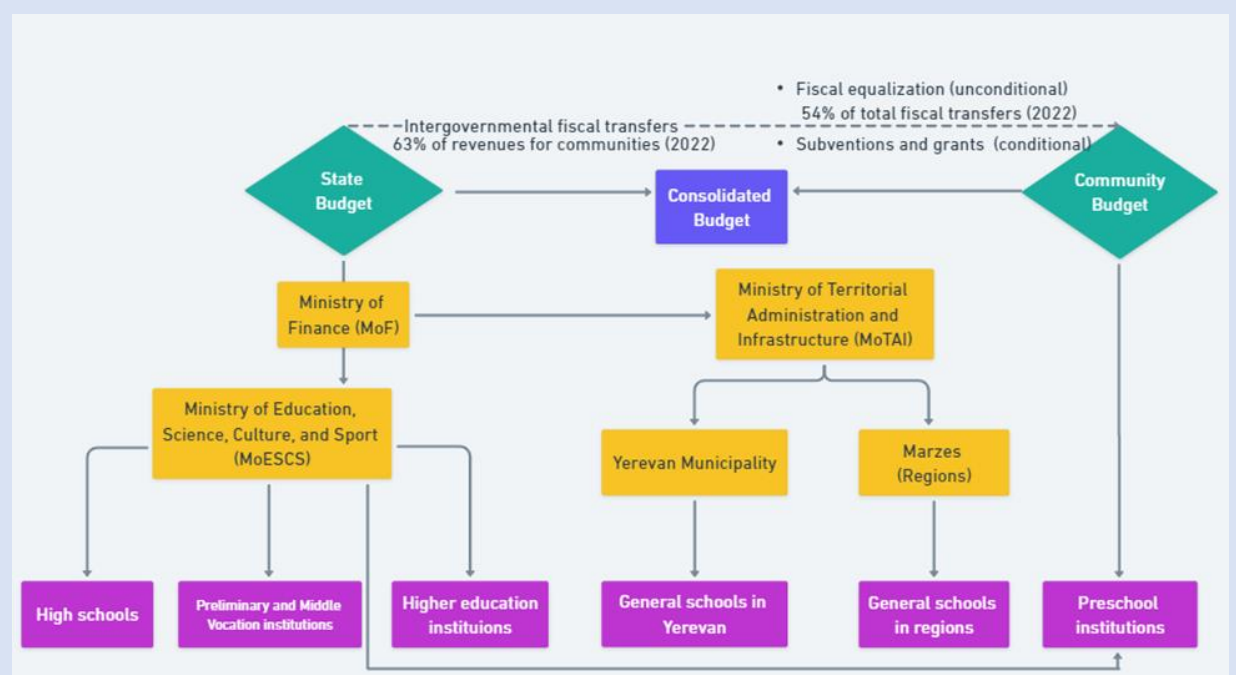 • Fiscal equalization (unconditional)
54% of total fiscal transfers (2022)
Intergovernmental fiscal transfers
63% of revenues for communities (2022)
• Subventions and grants (conditional)
State
Budget
Consolidated
Budget
Community
Budget
Ministry of
Finance (MoF)
Ministry of Territorial
Administration and
Infrastructure (MoTAI)
Ministry of Education,
Science, Culture, and Sport
(MoESCS)
Yerevan Municipality
Marzes
(Regions)
High schools
Preliminary and Middle
Vocation institutions
Higher education
instituions
General schools in
Yerevan
General schools
in regions
Preschool
institutions